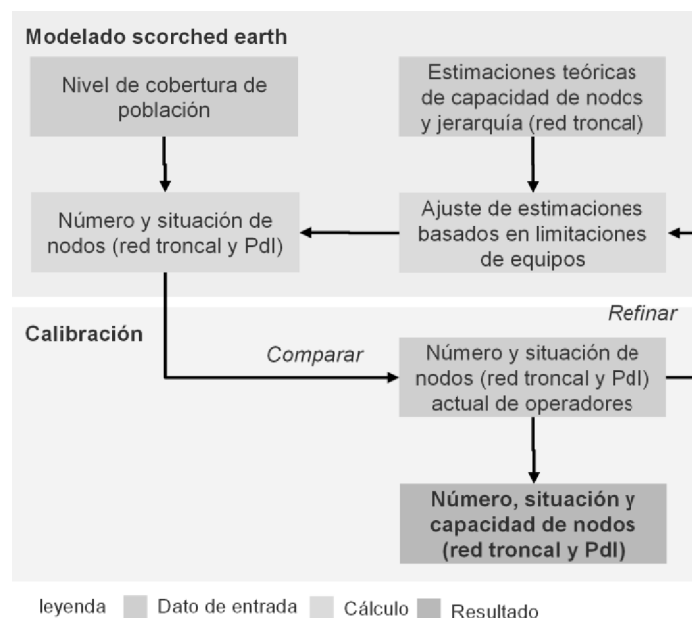 Modelado scorched earth
Nivel de cobertura de
población
Estimaciones teóricas
de capacidad de nodos
y jerarquía (red troncal)
Número y situación de
nodos (red troncal y PdI)
Ajuste de estimaciones
basados en limitaciones
de equipos
Refinar
Calibración
Comparar
Número y situación de
nodos (red troncal y PdI)
actual de operadores
Número, situación y
capacidad de nodos
(red troncal y PdI)
leyenda Dato de entrada Cálculo Resultado